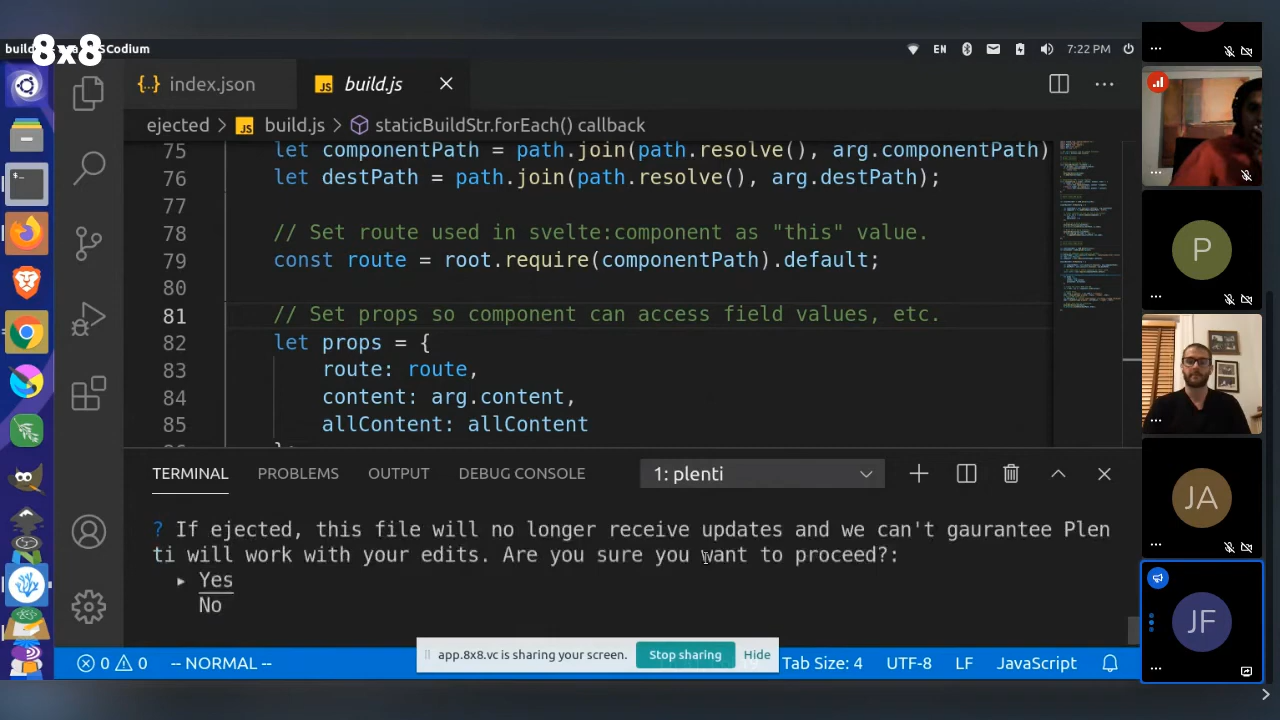 8x8
SCodium
EN
7:22 PM
index.json
JS build.js
ejected > JS build.js > staticBuildStr.forEach() callback
75 let componentPath = path.join(path.resolve(), arg.componentPath)
76 let destPath = path.join(path.resolve(), arg.destPath);
77
78 // Set route used in svelte:component as "this" value.
79 const route = root.require(componentPath).default;
80
81 // Set props so component can access field values, etc.
82 let props = {
83 route: route,
84 content: arg.content,
85 allContent: allContent
TERMINAL PROBLEMS OUTPUT DEBUG CONSOLE 1: plenti
? If ejected, this file will no longer receive updates and we can't gaurantee Plen
ti will work with your edits. Are you sure you want to proceed?:
▸ Yes
No
app.8x8.vc is sharing your screen. Stop sharing Hide
0 0 -- NORMAL -- Tab Size: 4 UTF-8 LF JavaScript
P
JA
JF